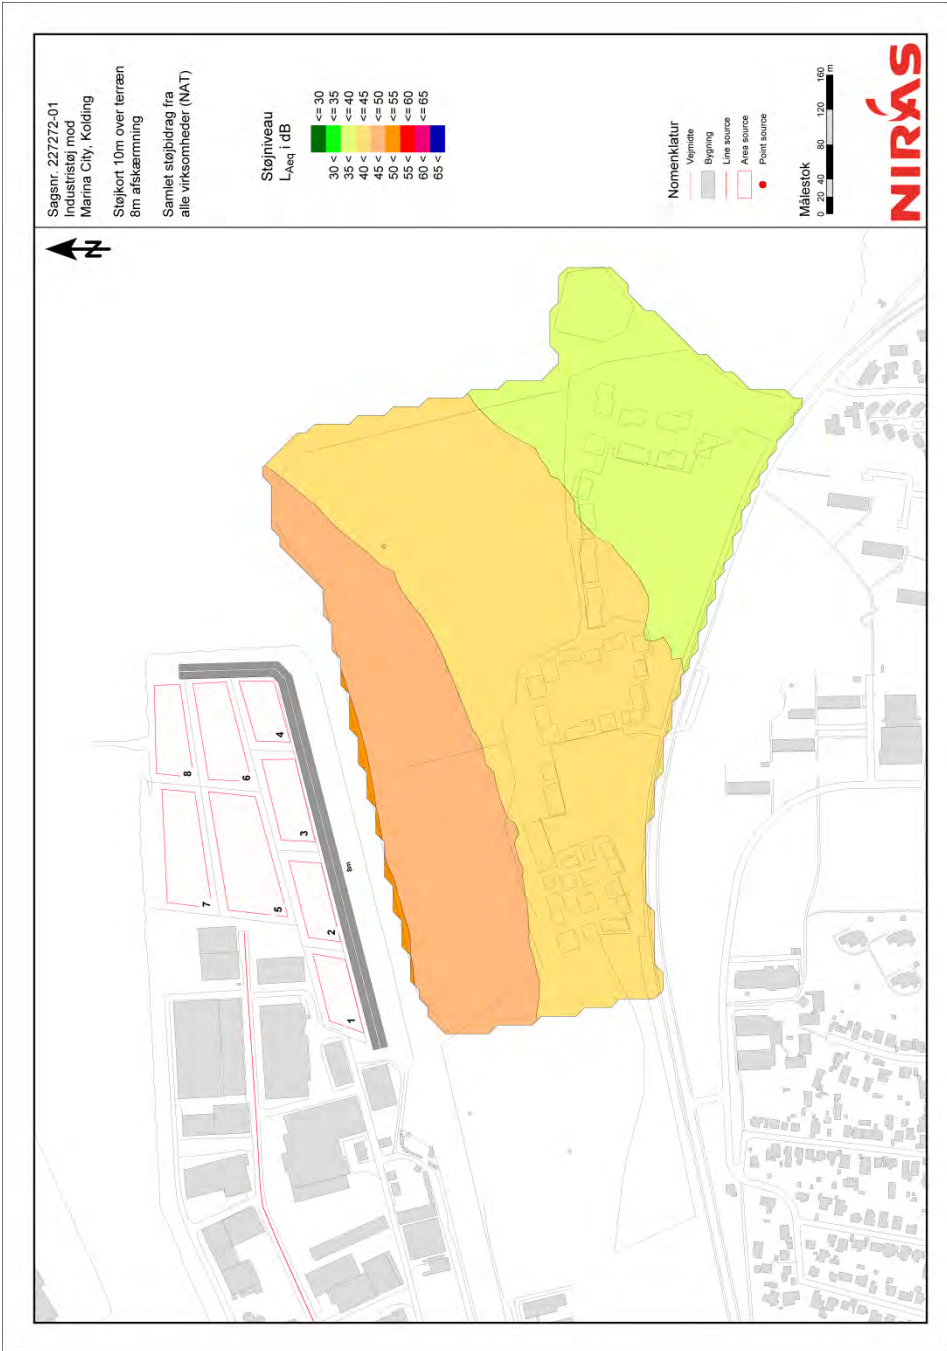 Sagsnr. 227272-01
Industristøj mod
Marina City, Kolding
Støjkort 10m over terræn
8m afskærmning
Samlet støjbidrag fra
alle virksomheder (NAT)
Støjniveau
LAeq i dB
<= 30
30 < <= 35
35 < <= 40
40 < <= 45
45 < <= 50
50 < <= 55
55 < <= 60
60 < <= 65
65 <
Nomenklatur
Vejmidte
Bygning
Line source
Area source
Point source
Målestok
0 20 40 80 120 160
m
NIRAS
N
8
6
4
7
5
3
2
1
8m